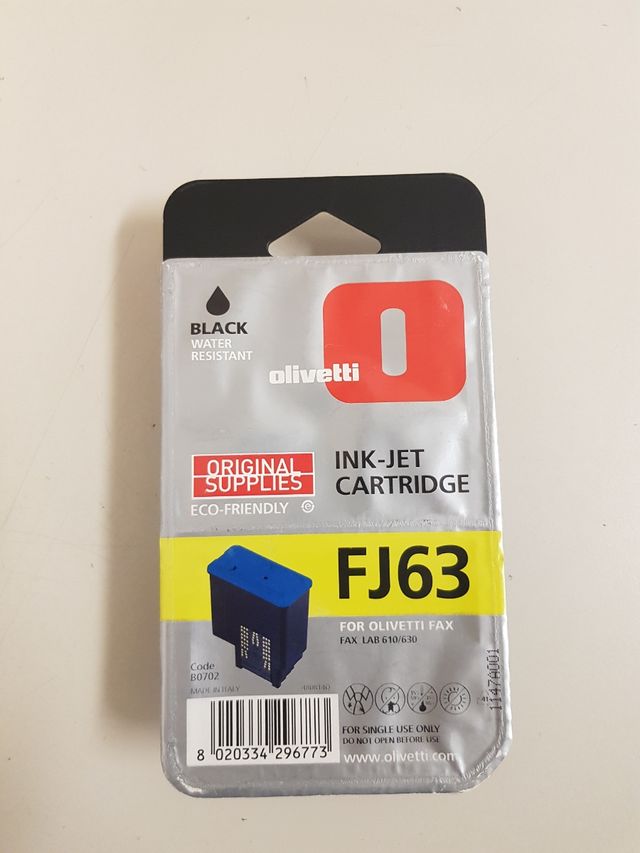 BLACK
WATER
RESISTANT
olivetti
ORIGINAL
SUPPLIES
ECO-FRIENDLY
INK-JET
CARTRIDGE
FJ63
FOR OLIVETTI FAX
FAX LAB 610/630
Code
B0702
MADE IN ITALY
1147A001
8 020334 296773
FOR SINGLE USE ONLY
DO NOT OPEN BEFORE USE
www.olivetti.com